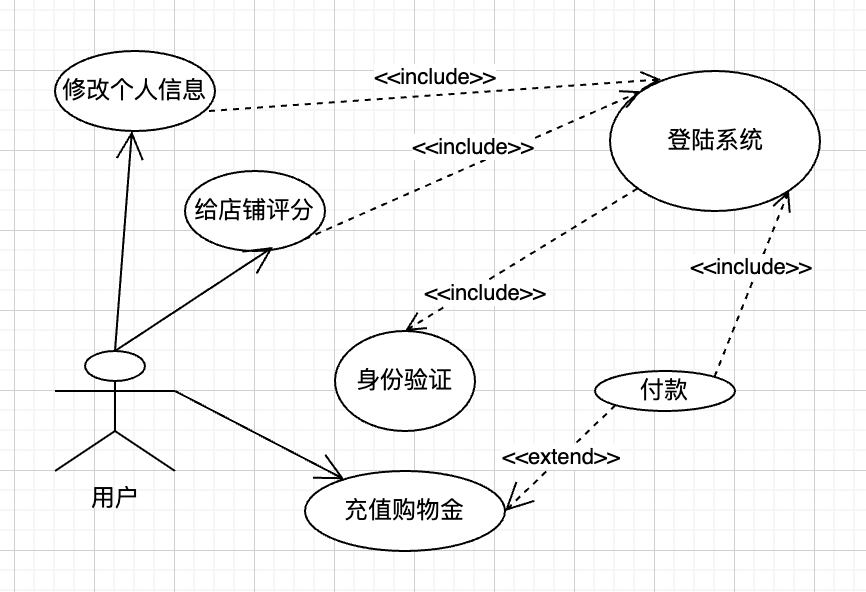 <<include>>
修改个人信息
登陆系统
<<include>>
给店铺评分
<<include>>
<<include>>
身份验证
付款
<<extend>>
用户
充值购物金